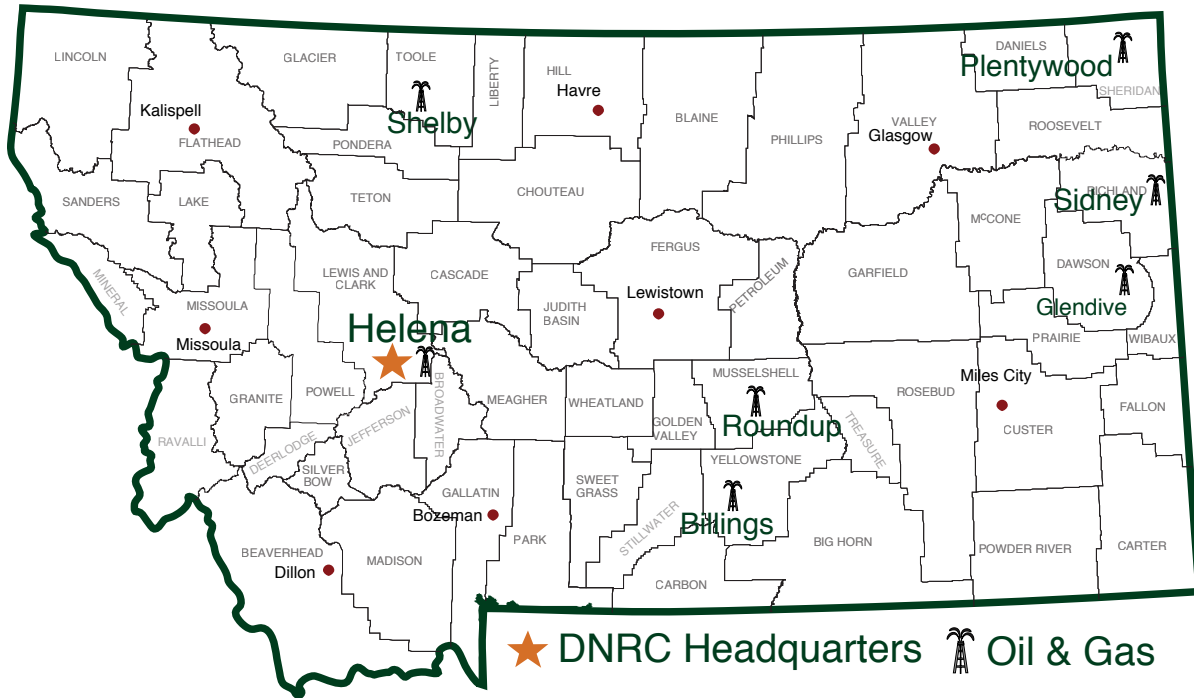 LINCOLN
GLACIER
TOOLE
LIBERTY
HILL
Havre
BLAINE
PHILLIPS
VALLEY
Glasgow
DANIELS
Plentywood
SHERIDAN
ROOSEVELT
Kalispell
FLATHEAD
Shelby
PONDERA
SANDERS
LAKE
TETON
CHOUTEAU
RICHLAND
Sidney
MCCONE
MINERAL
MISSOULA
Missoula
LEWIS AND
CLARK
CASCADE
JUDITH
BASIN
FERGUS
Lewistown
PETROLEUM
GARFIELD
DAWSON
Glendive
PRAIRIE
WIBAUX
Helena
GRANITE
POWELL
BROADWATER
MEAGHER
WHEATLAND
GOLDEN
VALLEY
MUSSELSHELL
Roundup
ROSEBUD
TREASURE
Miles City
CUSTER
FALLON
RAVALLI
DEERLODGE
JEFFERSON
SILVER
BOW
GALLATIN
Bozeman
PARK
SWEET
GRASS
STILLWATER
YELLOWSTONE
Billings
BIG HORN
POWDER RIVER
CARTER
BEAVERHEAD
Dillon
MADISON
CARBON
DNRC Headquarters
Oil & Gas